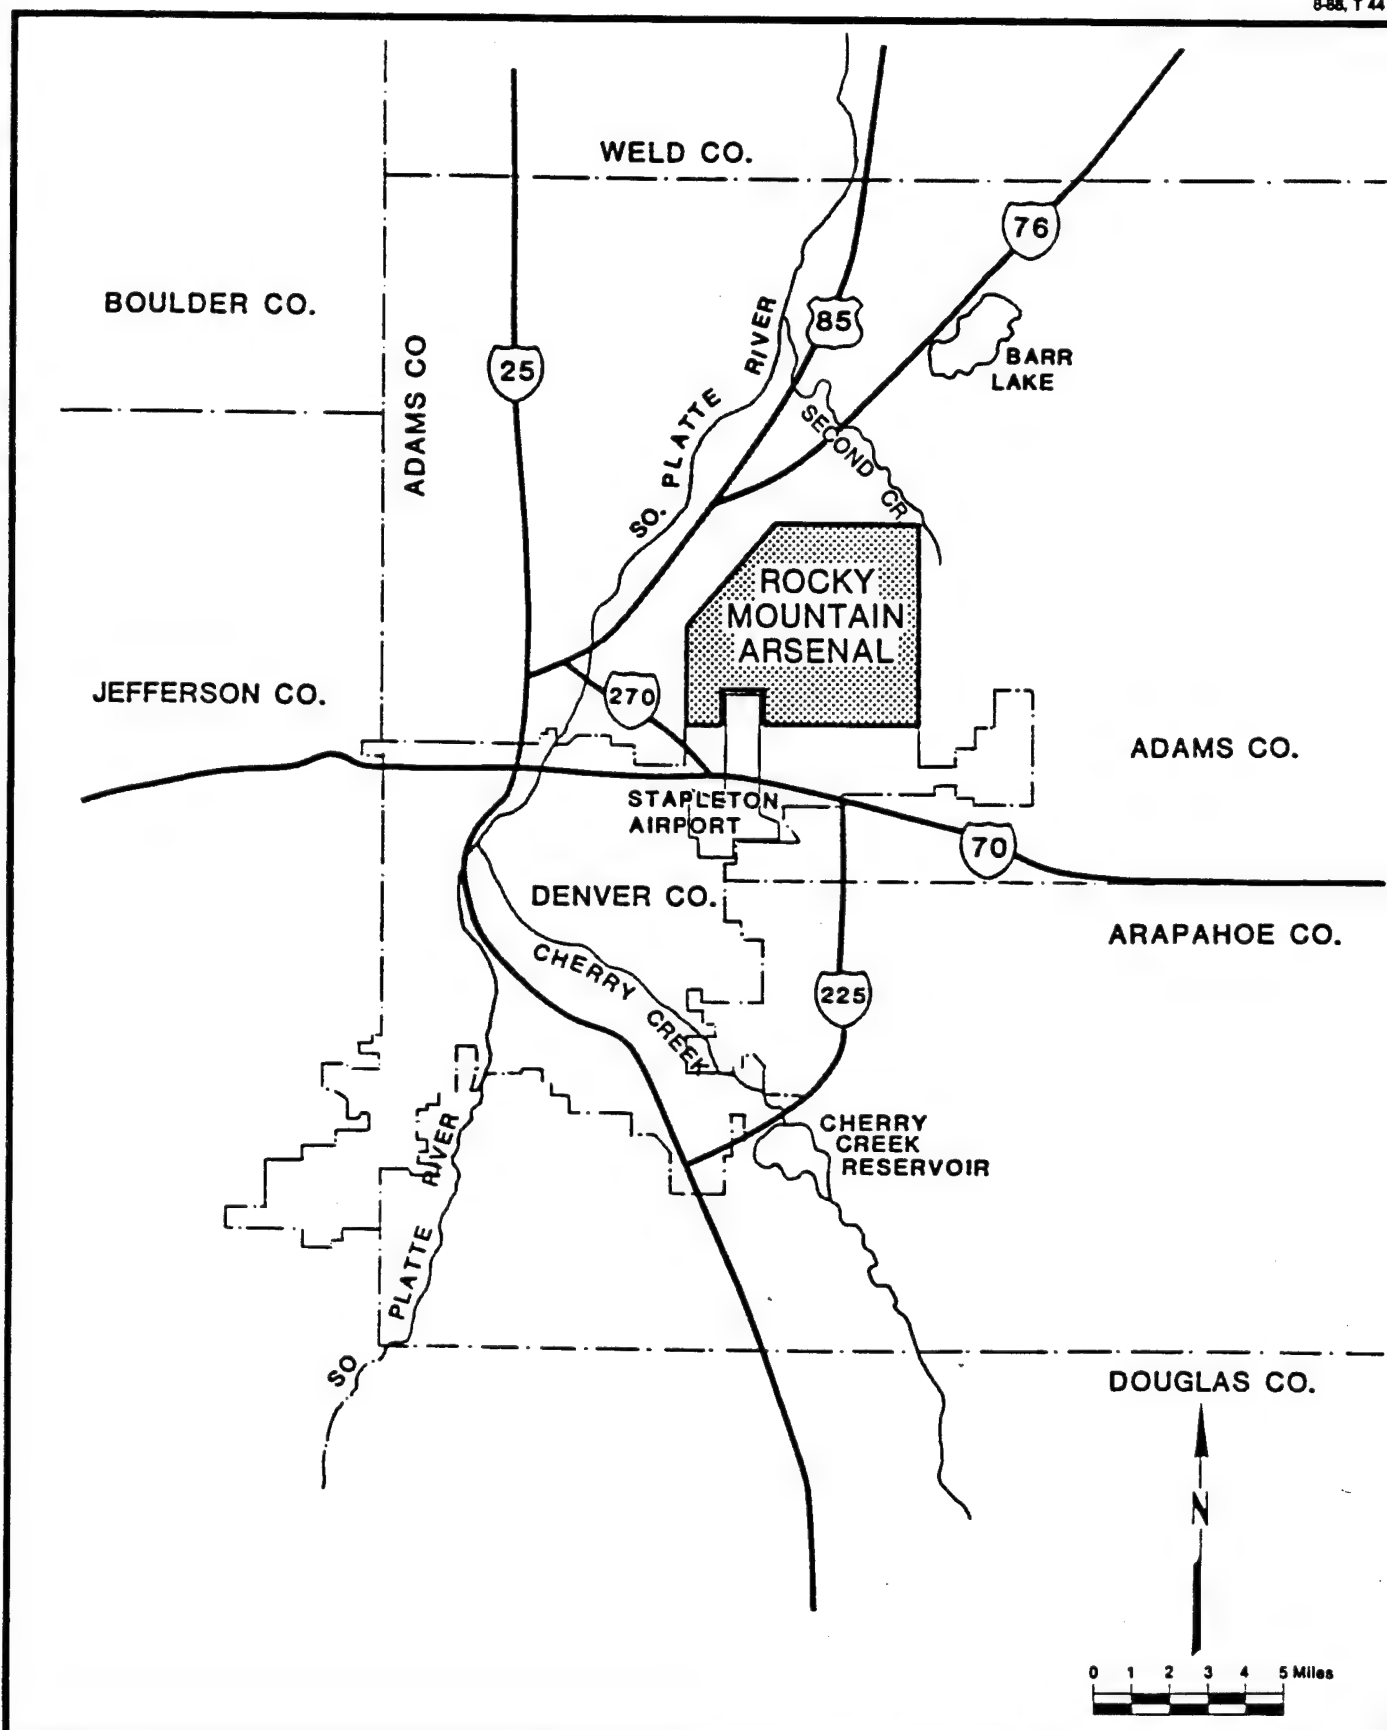 8-88, T 44
WELD CO.
76
BOULDER CO.
85
SO. PLATTE RIVER
25
ADAMS CO
BARR
LAKE
SECOND CR
ROCKY
MOUNTAIN
ARSENAL
270
JEFFERSON CO.
ADAMS CO.
STAPLETON
AIRPORT
70
DENVER CO.
ARAPAHOE CO.
CHERRY CREEK
225
CHERRY
CREEK
RESERVOIR
SO PLATTE RIVER
DOUGLAS CO.
N
0 1 2 3 4 5 Miles